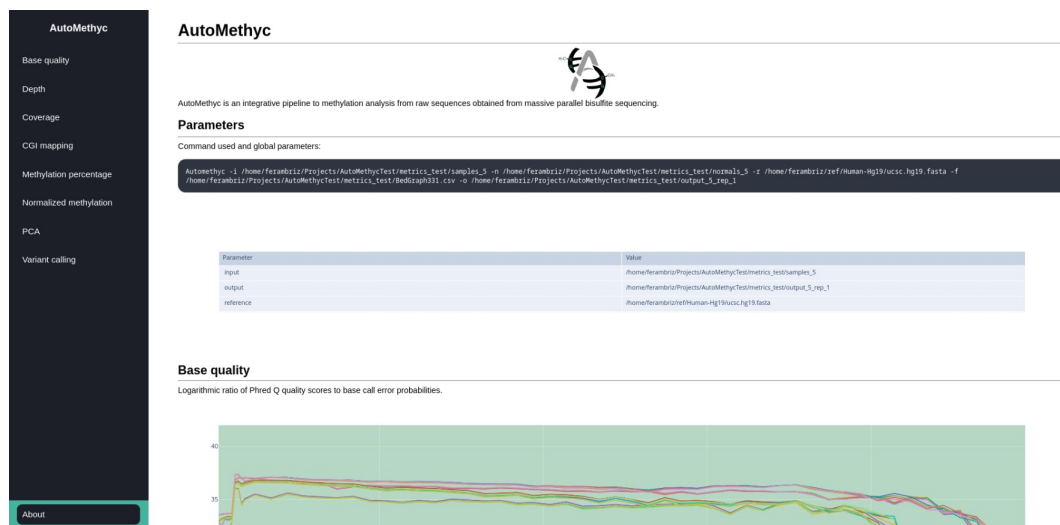 AutoMethyc
Base quality
Depth
Coverage
CGI mapping
Methylation percentage
Normalized methylation
PCA
Variant calling
About
AutoMethyc
AutoMethyc is an integrative pipeline to methylation analysis from raw sequences obtained from massive parallel bisulfite sequencing.
Parameters
Command used and global parameters:
Automethyc -i /home/ferambriz/Projects/AutoMethycTest/metrics_test/samples_5 -n /home/ferambriz/Projects/AutoMethycTest/metrics_test/normals_5 -r /home/ferambriz/ref/Human-Hg19/ucsc.hg19.fasta -f
/home/ferambriz/Projects/AutoMethycTest/metrics_test/BedGraph331.csv -o /home/ferambriz/Projects/AutoMethycTest/metrics_test/output_5_rep_1
Parameter Value
input /home/ferambriz/Projects/AutoMethycTest/metrics_test/samples_5
output /home/ferambriz/Projects/AutoMethycTest/metrics_test/output_5_rep_1
reference /home/ferambriz/ref/Human-Hg19/ucsc.hg19.fasta
Base quality
Logarithmic ratio of Phred Q quality scores to base call error probabilities.
40
35